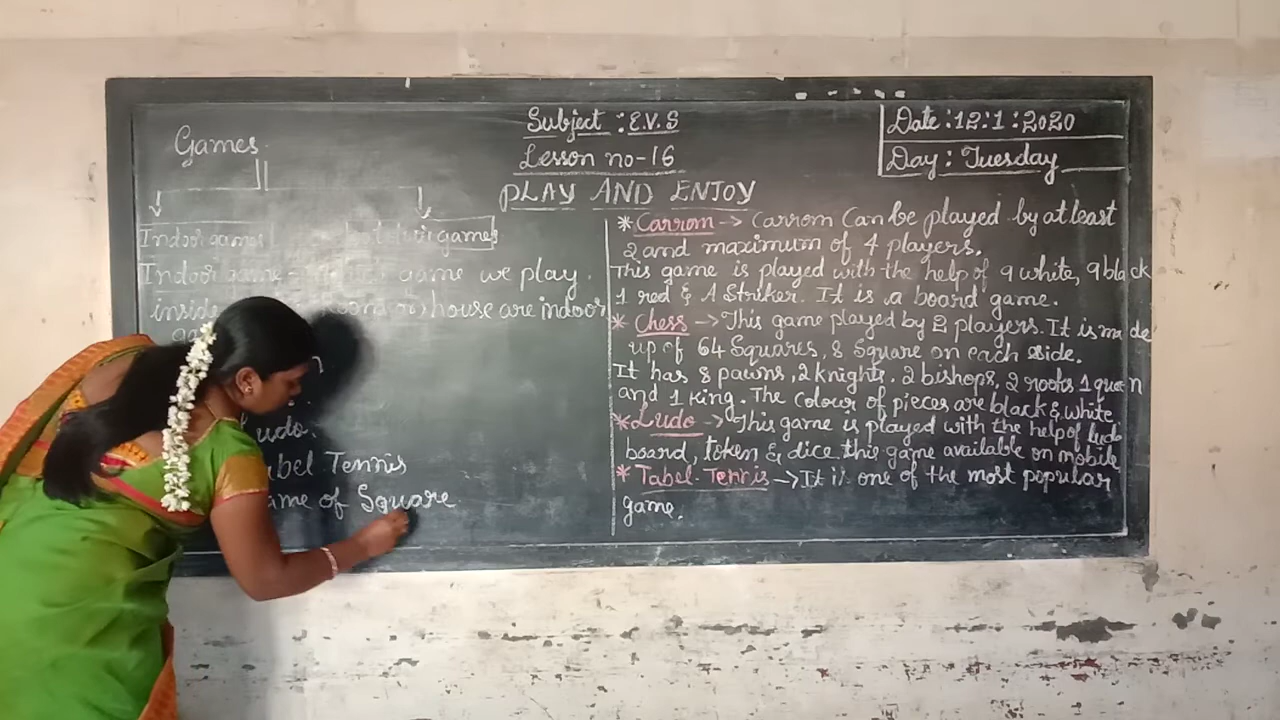 Subject : E.V.S
Lesson no-16
PLAY AND ENJOY
Date : 12 : 1 : 2020
Day : Tuesday
Games
Indoor games
games
Indoor game - game we play
inside house are indoor
Ludo.
Tabel Tennis
Game of Square
* Carrom -> Carrom Can be played by at least
2 and maximum of 4 players.
This game is played with the help of 9 white, 9 black
1 red & A Striker. It is a board game.
* Chess -> This game played by 2 players. It is made
up of 64 Squares, 8 Square on each side.
It has 8 pawns, 2 knights. 2 bishops, 2 rooks 1 queen
and 1 King. The Colour of pieces are black & white
* Ludo -> This game is played with the help of ludo
board, token & dice this game available on mobile
* Tabel-Tennis -> It is one of the most popular
game.